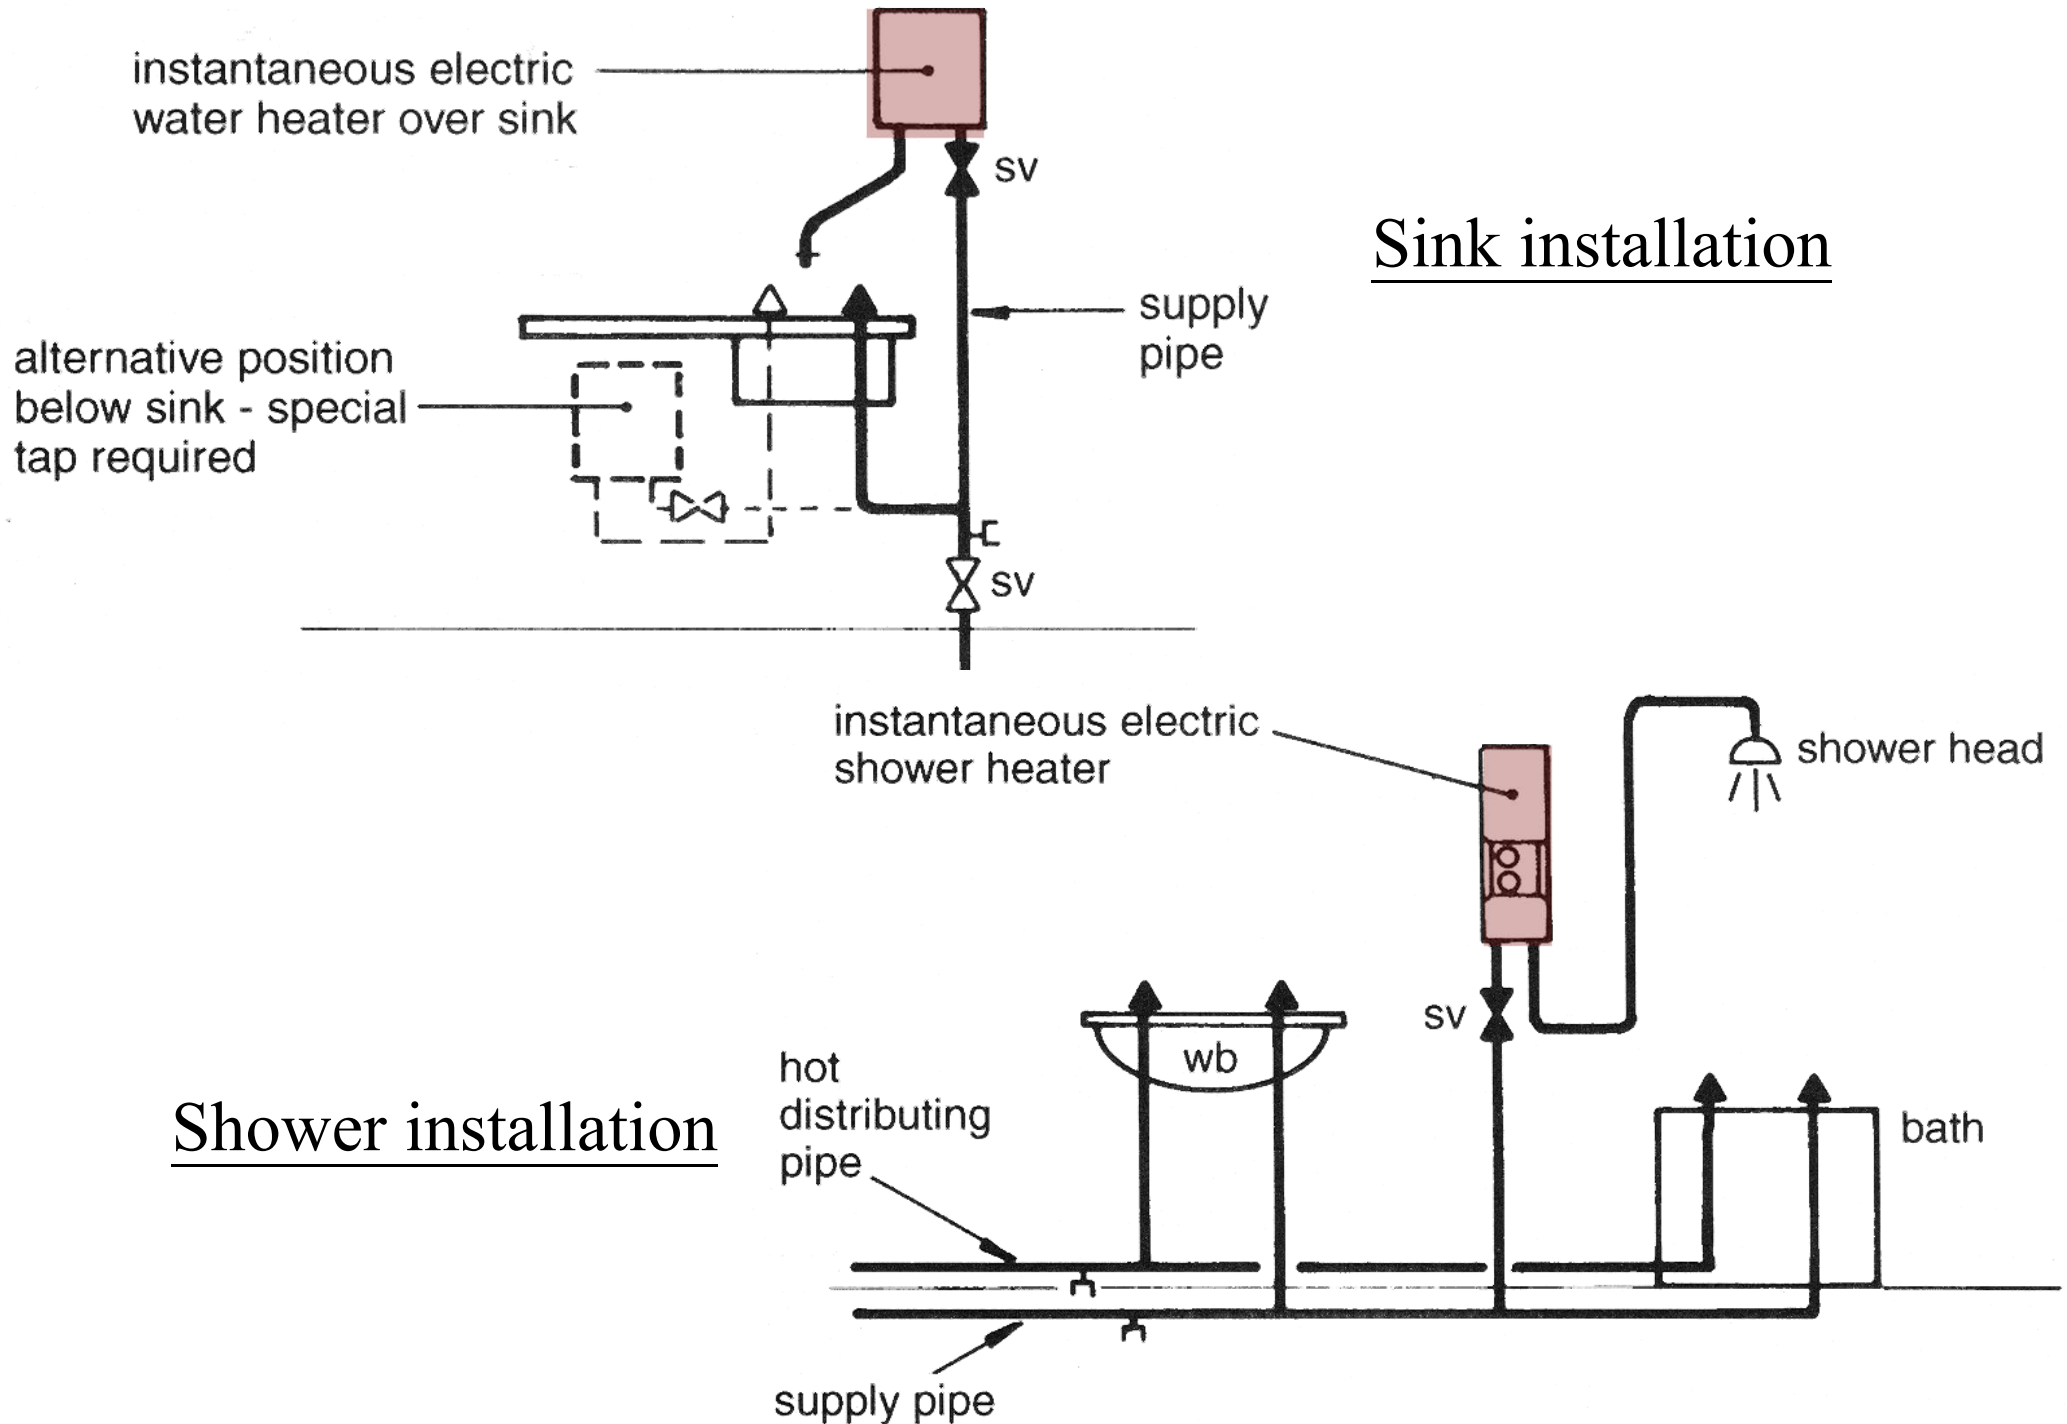 instantaneous electric
water heater over sink
sv
Sink installation
supply
pipe
alternative position
below sink - special
tap required
sv
instantaneous electric
shower heater
shower head
sv
wb
hot
distributing
pipe
Shower installation
bath
supply pipe